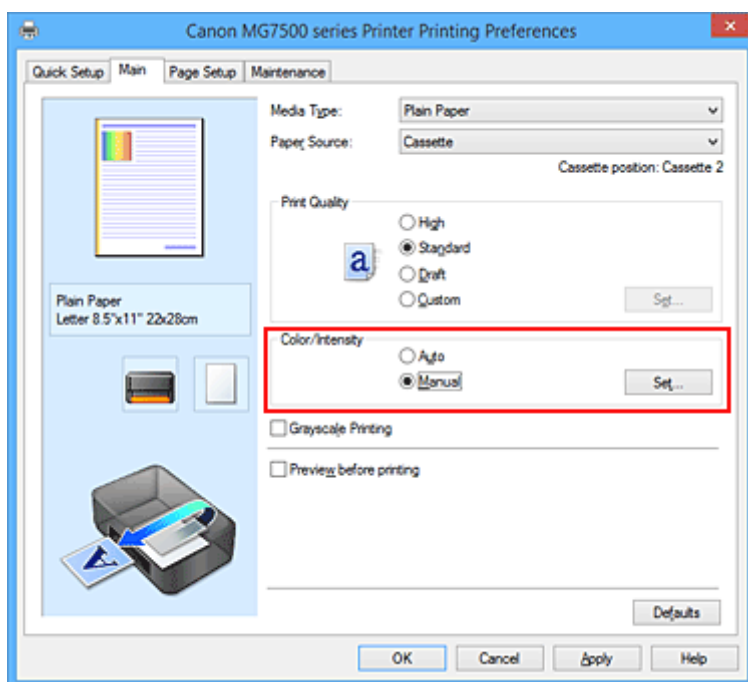 Canon MG7500 series Printer Printing Preferences
Quick Setup Main Page Setup Maintenance
Media Type: Plain Paper
Paper Source: Cassette
Cassette position: Cassette 2
Print Quality
High
Standard
Draft
Custom Set...
a
Plain Paper
Letter 8.5"x11" 22x28cm
Color/Intensity
Auto
Manual Set...
Grayscale Printing
Preview before printing
A
Defaults
OK Cancel Apply Help